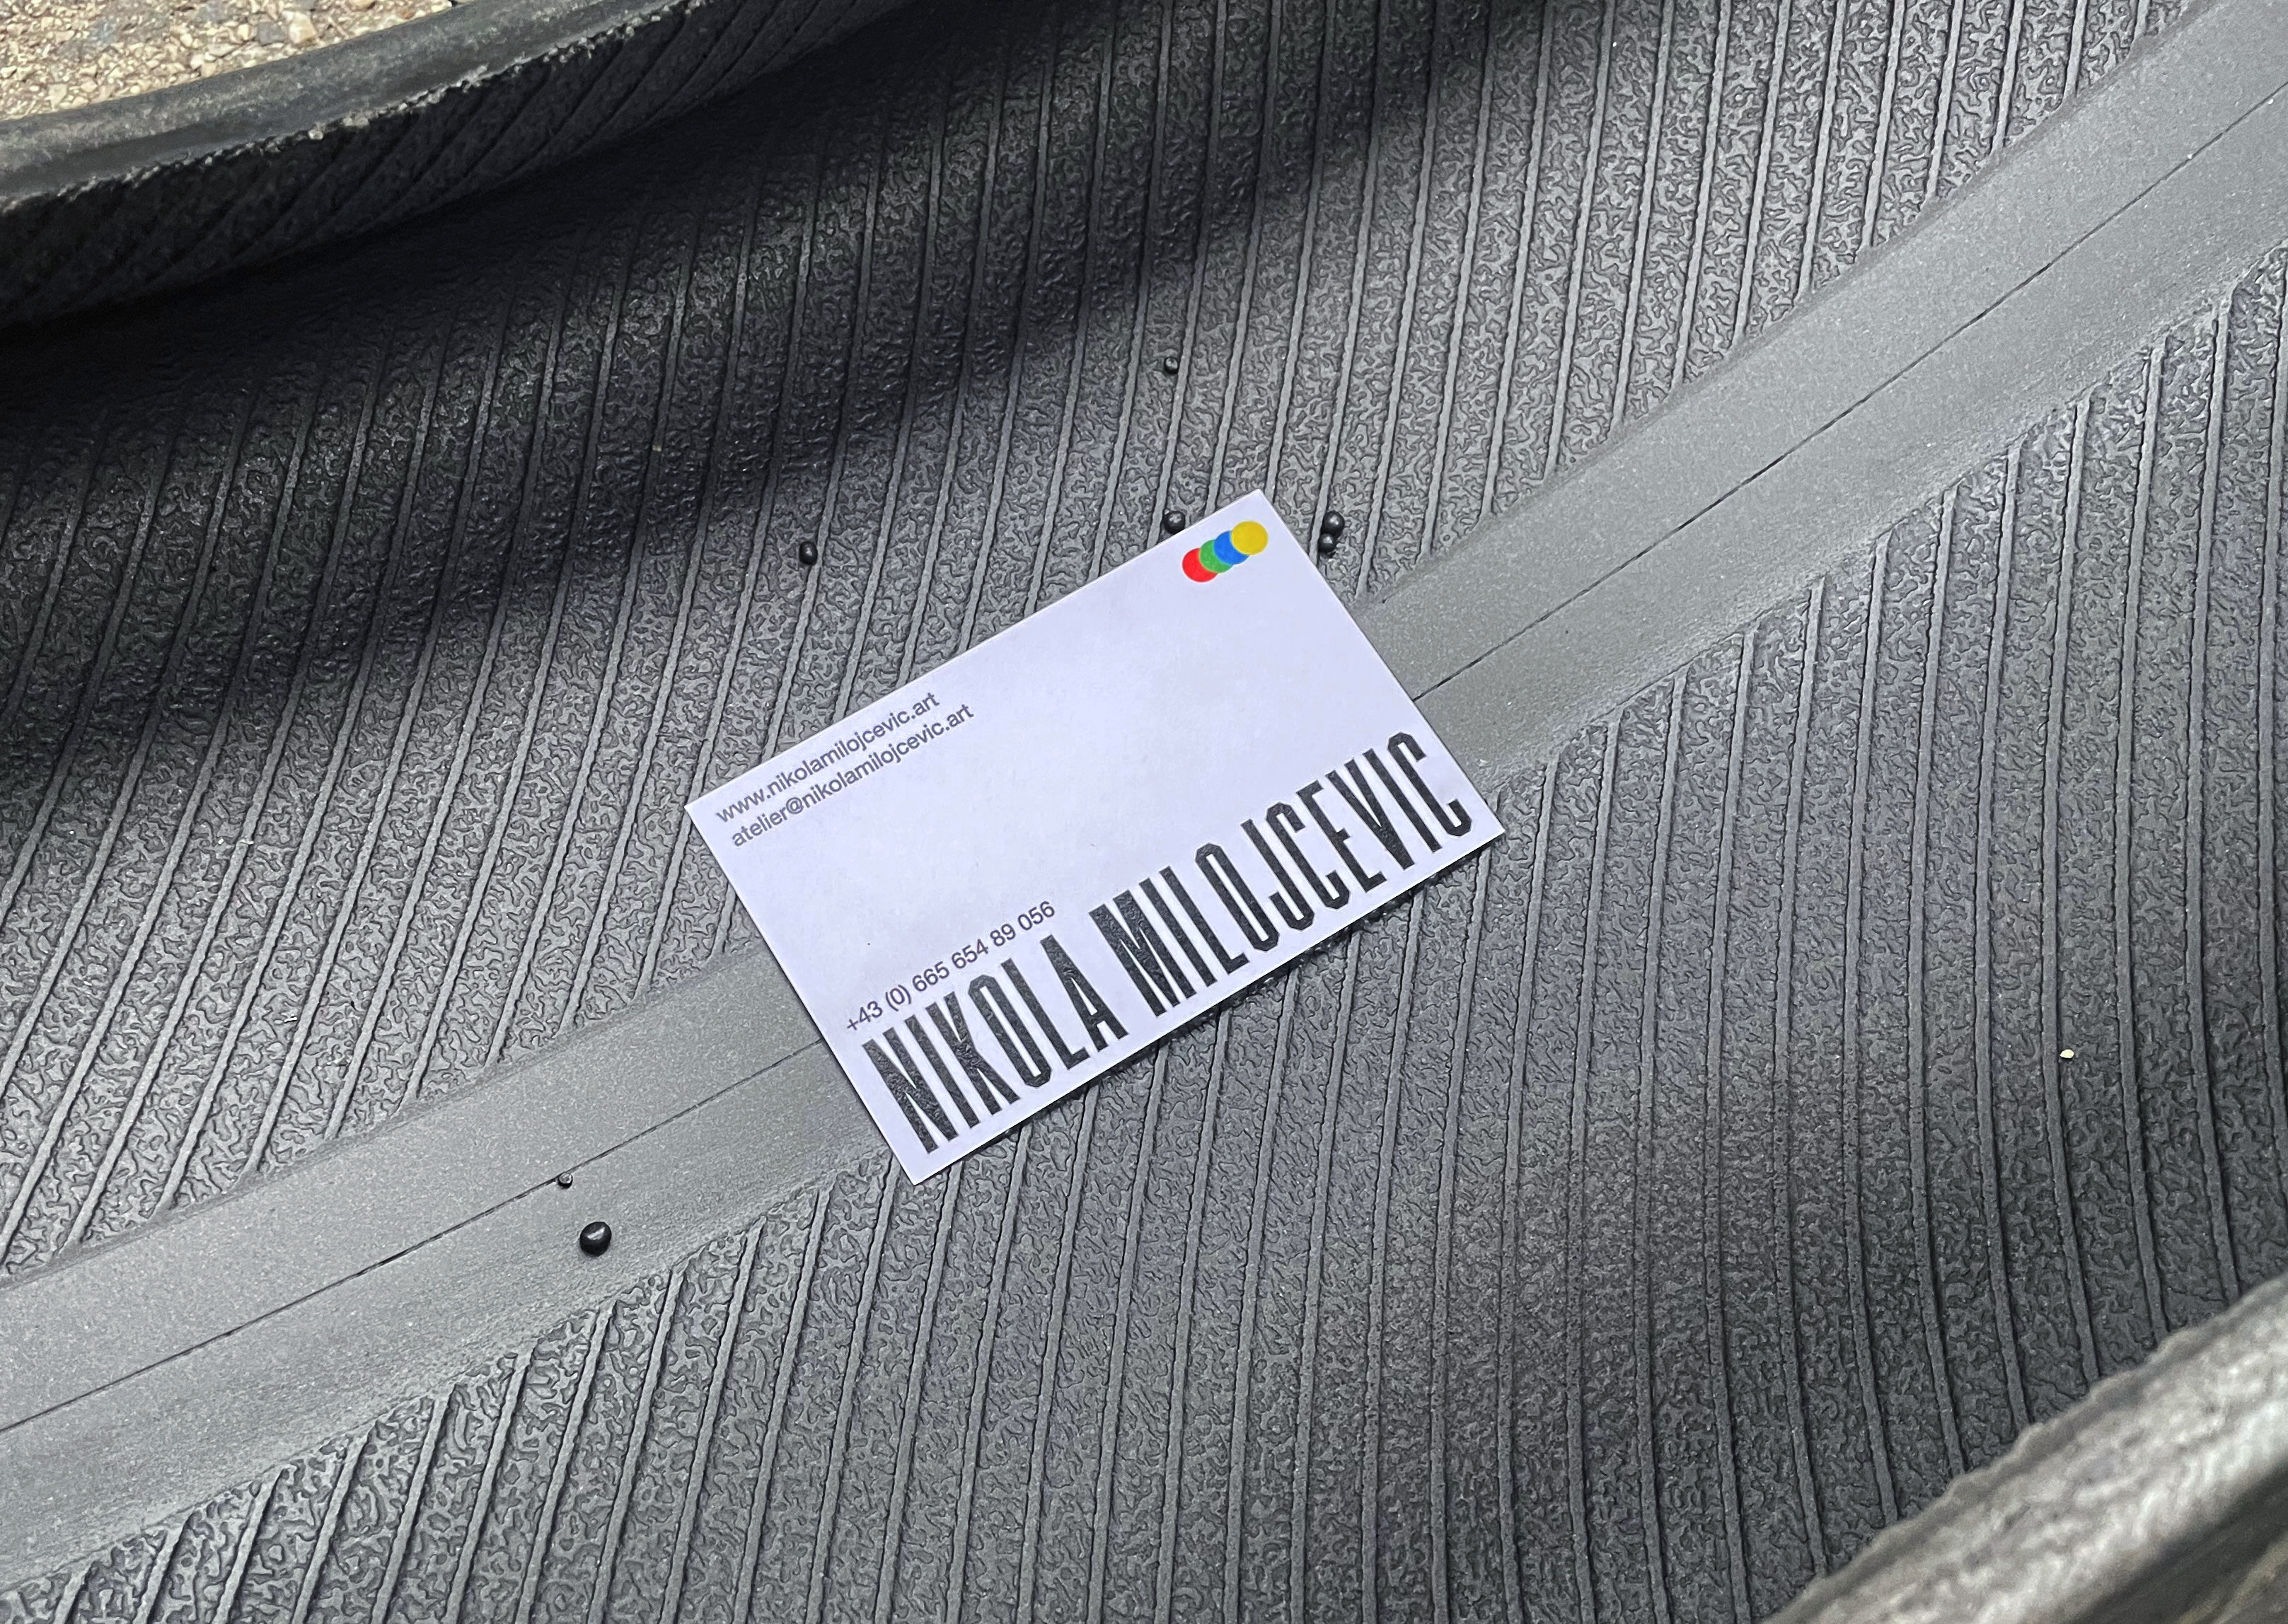 www.nikolamilojcevic.art
atelier@nikolamilojcevic.art
+43 (0) 665 654 89 056
NIKOLA MILOJCEVIC